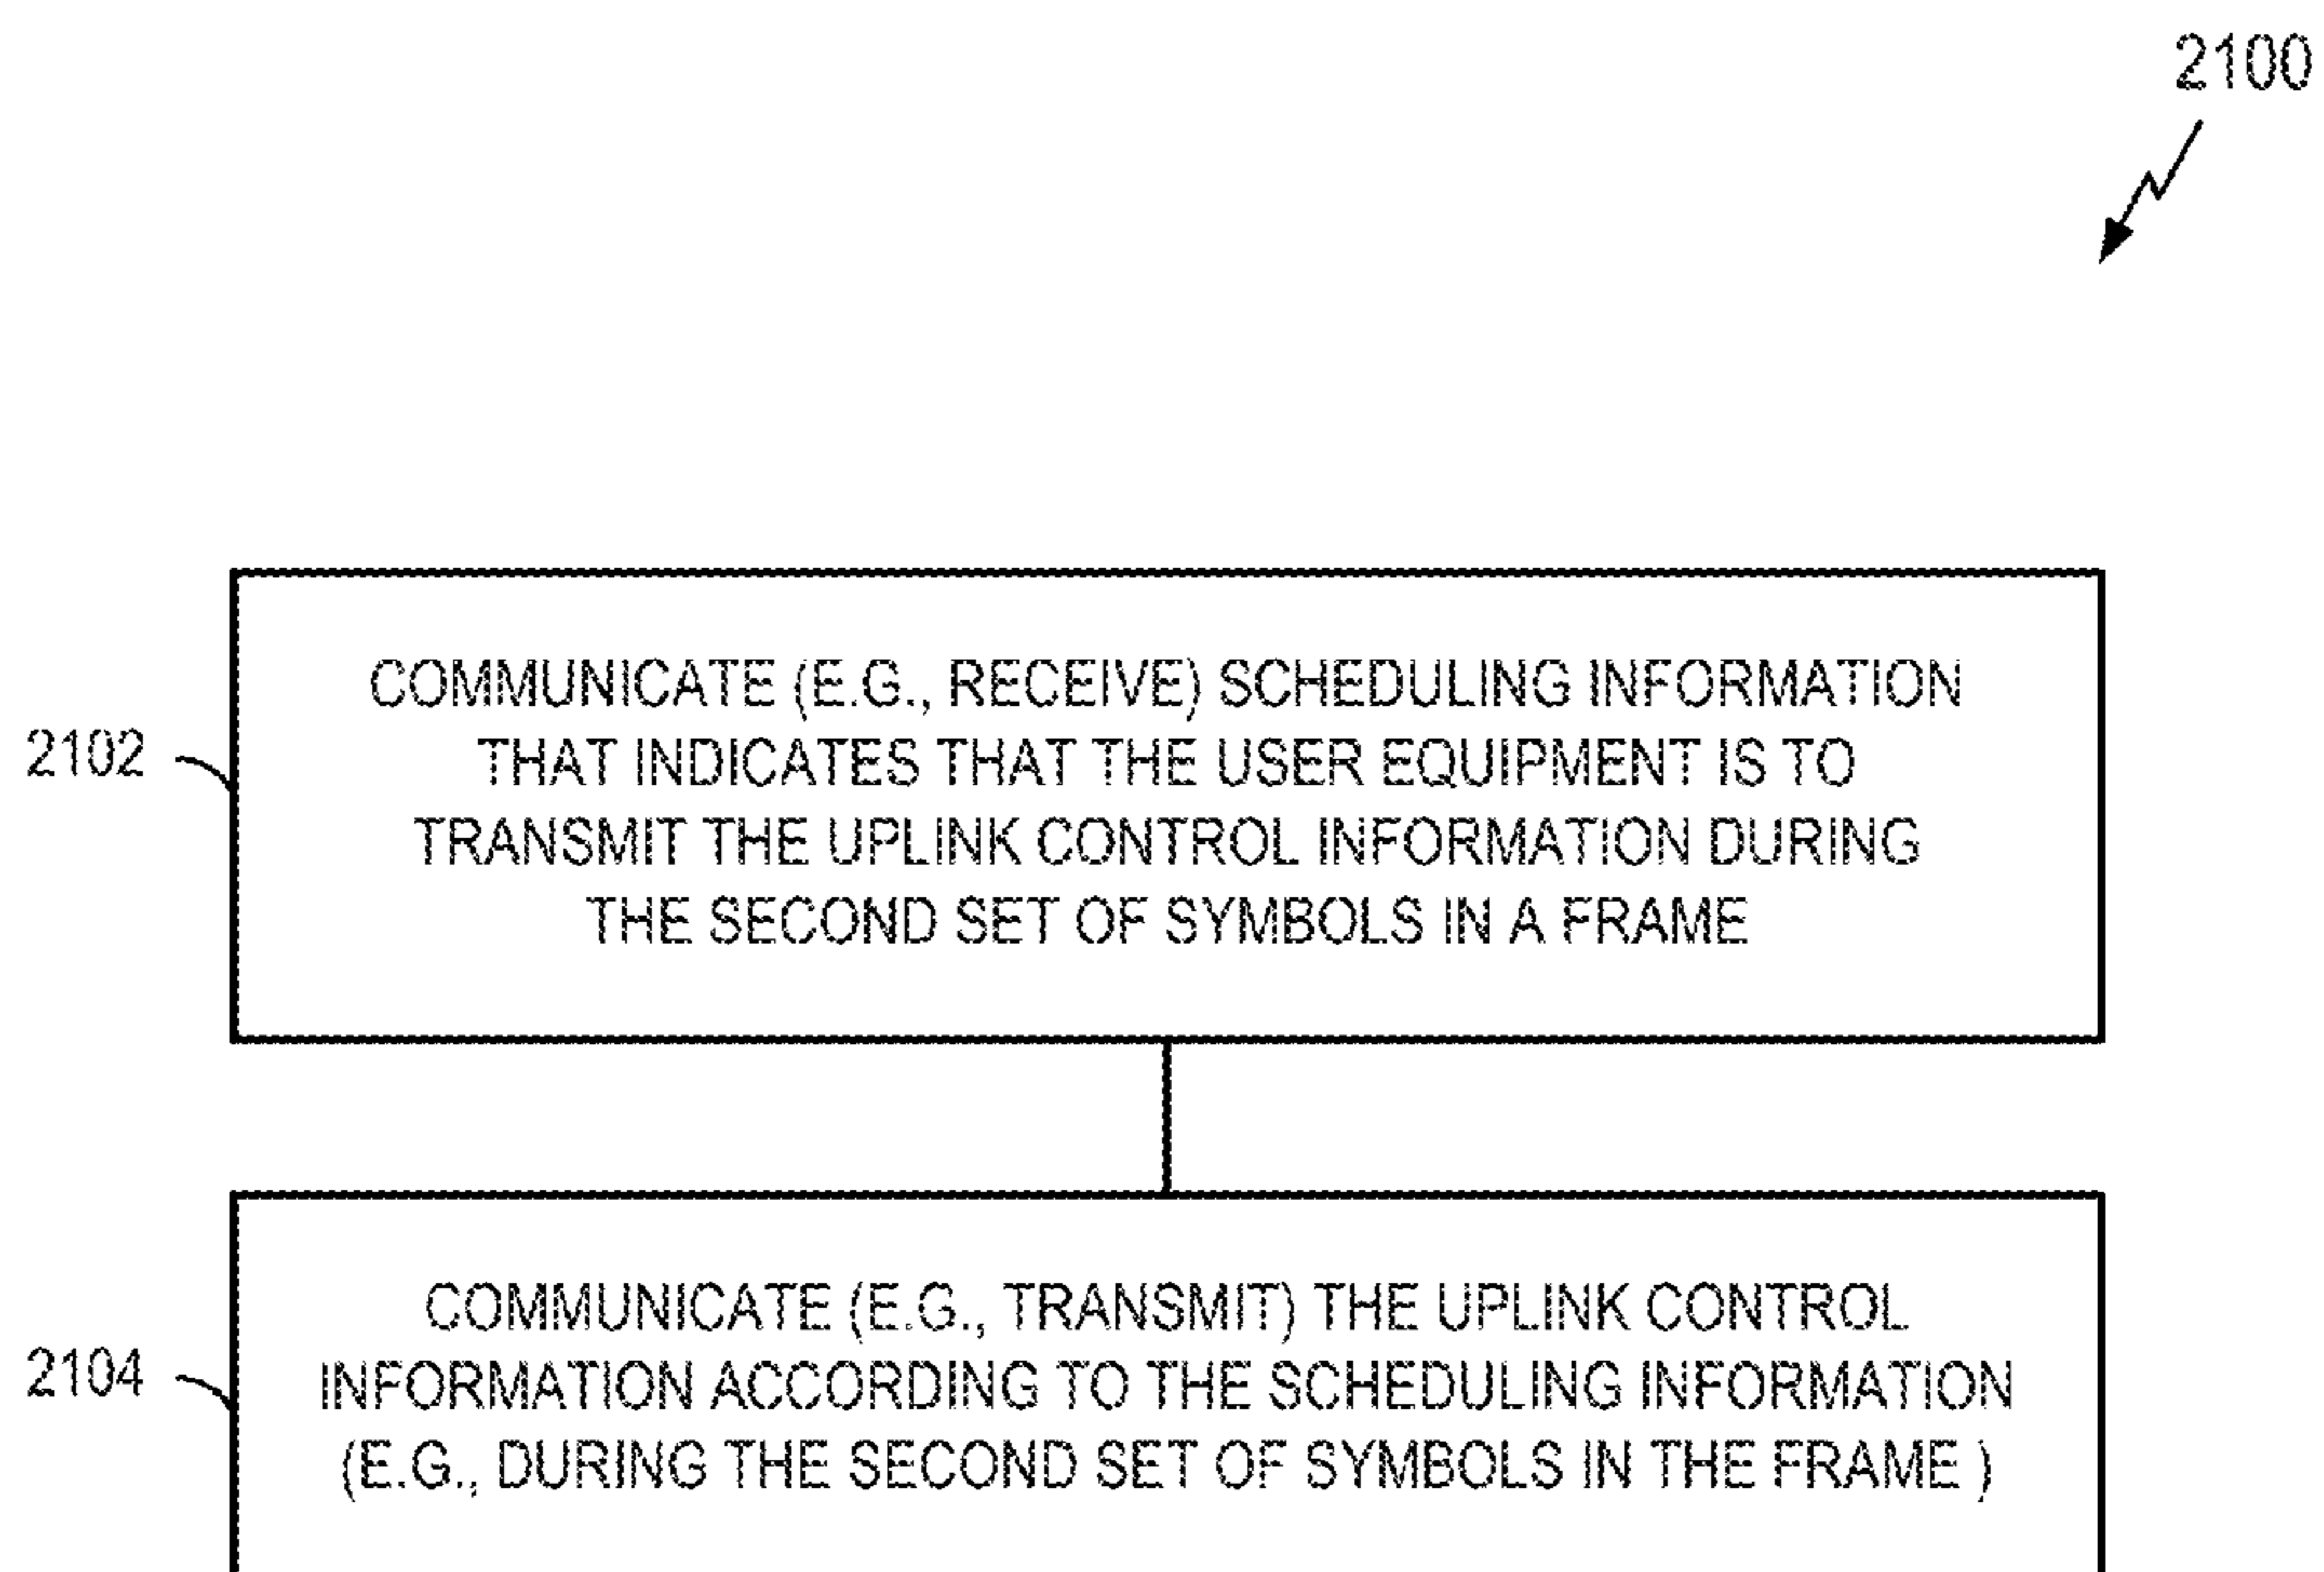 2100
2102
COMMUNICATE (E.G., RECEIVE) SCHEDULING INFORMATION
THAT INDICATES THAT THE USER EQUIPMENT IS TO
TRANSMIT THE UPLINK CONTROL INFORMATION DURING
THE SECOND SET OF SYMBOLS IN A FRAME
2104
COMMUNICATE (E.G., TRANSMIT) THE UPLINK CONTROL
INFORMATION ACCORDING TO THE SCHEDULING INFORMATION
(E.G., DURING THE SECOND SET OF SYMBOLS IN THE FRAME )